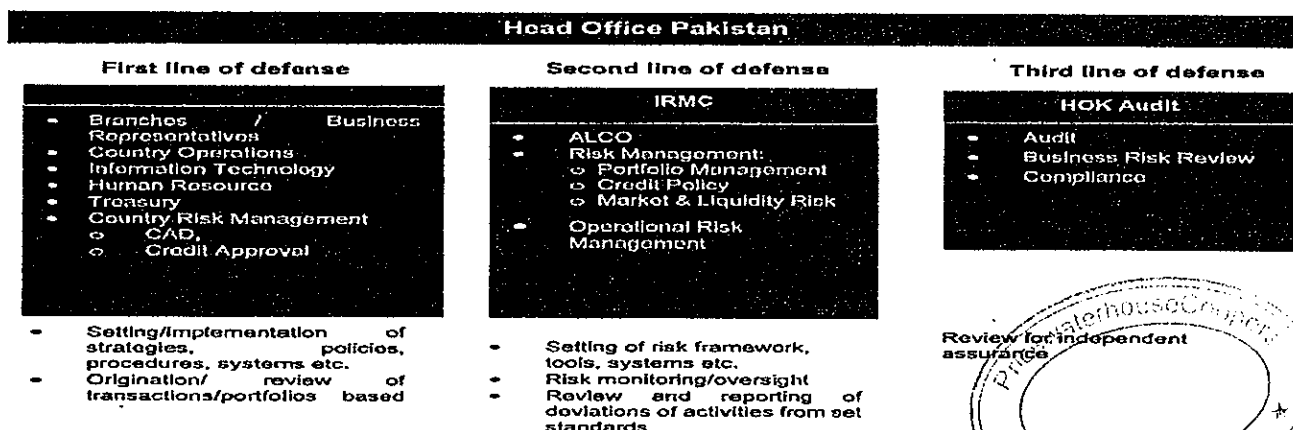 Head Office Pakistan
First line of defense
• Branches / Business
Representatives
• Country Operations
• Information Technology
• Human Resource
• Treasury
• Country Risk Management
o CAD,
o Credit Approval
• Setting/Implementation of
strategies, policies,
procedures, systems etc.
• Origination/ review of
transactions/portfolios based
Second line of defense
IRMC
• ALCO
• Risk Management:
o Portfolio Management
o Credit Policy
o Market & Liquidity Risk
• Operational Risk
Management
• Setting of risk framework,
tools, systems etc.
• Risk monitoring/oversight
• Review and reporting of
deviations of activities from set
standards
Third line of defense
HOK Audit
• Audit
• Business Risk Review
• Compliance
Review for independent
assurance
PricewaterhouseCoopers